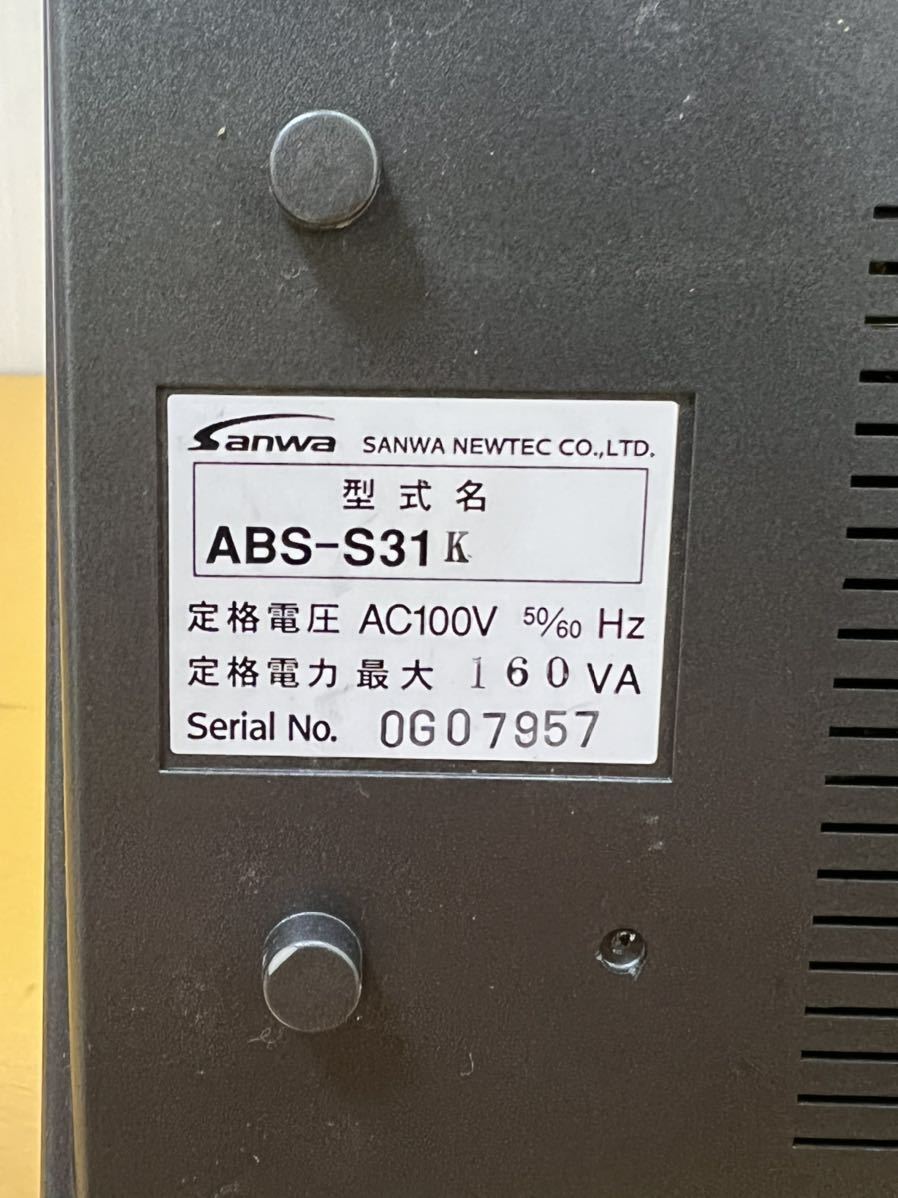 Sanwa SANWA NEWTEC CO.,LTD.
型式名
ABS-S31 K
定格電圧 AC100V 50/60 Hz
定格電力 最大 160 VA
Serial No. 0G07957